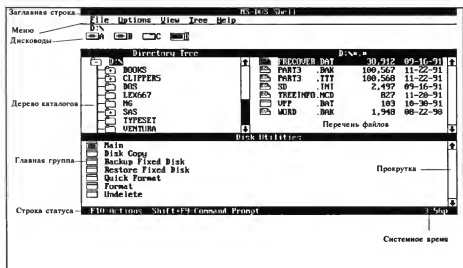 Заглавная строка
MS-DOS Shell
Меню
File Options View Tree Help
D:\
Дисководы
A B C D
Directory Tree
D:\*.*
D:\
BOOKS
CLIPPERS
DOS
LEX667
NG
SAS
TYPESET
VENTURA
Дерево каталогов
FRECOVER.DAT 30,912 09-16-91
PART3 .BAK 100,567 11-22-91
PART3 .TTT 100,568 11-22-91
SD .INI 2,497 09-16-91
TREEINFO.NCD 827 11-20-91
VPP .BAT 103 10-30-91
WORD .BAK 1,948 08-22-90
Перечень файлов
Disk Utilities
Главная группа
Main
Disk Copy
Backup Fixed Disk
Restore Fixed Disk
Quick Format
Format
Undelete
Прокрутка
Строка статуса
F10=Actions Shift+F9=Command Prompt
3:56p
Системное время